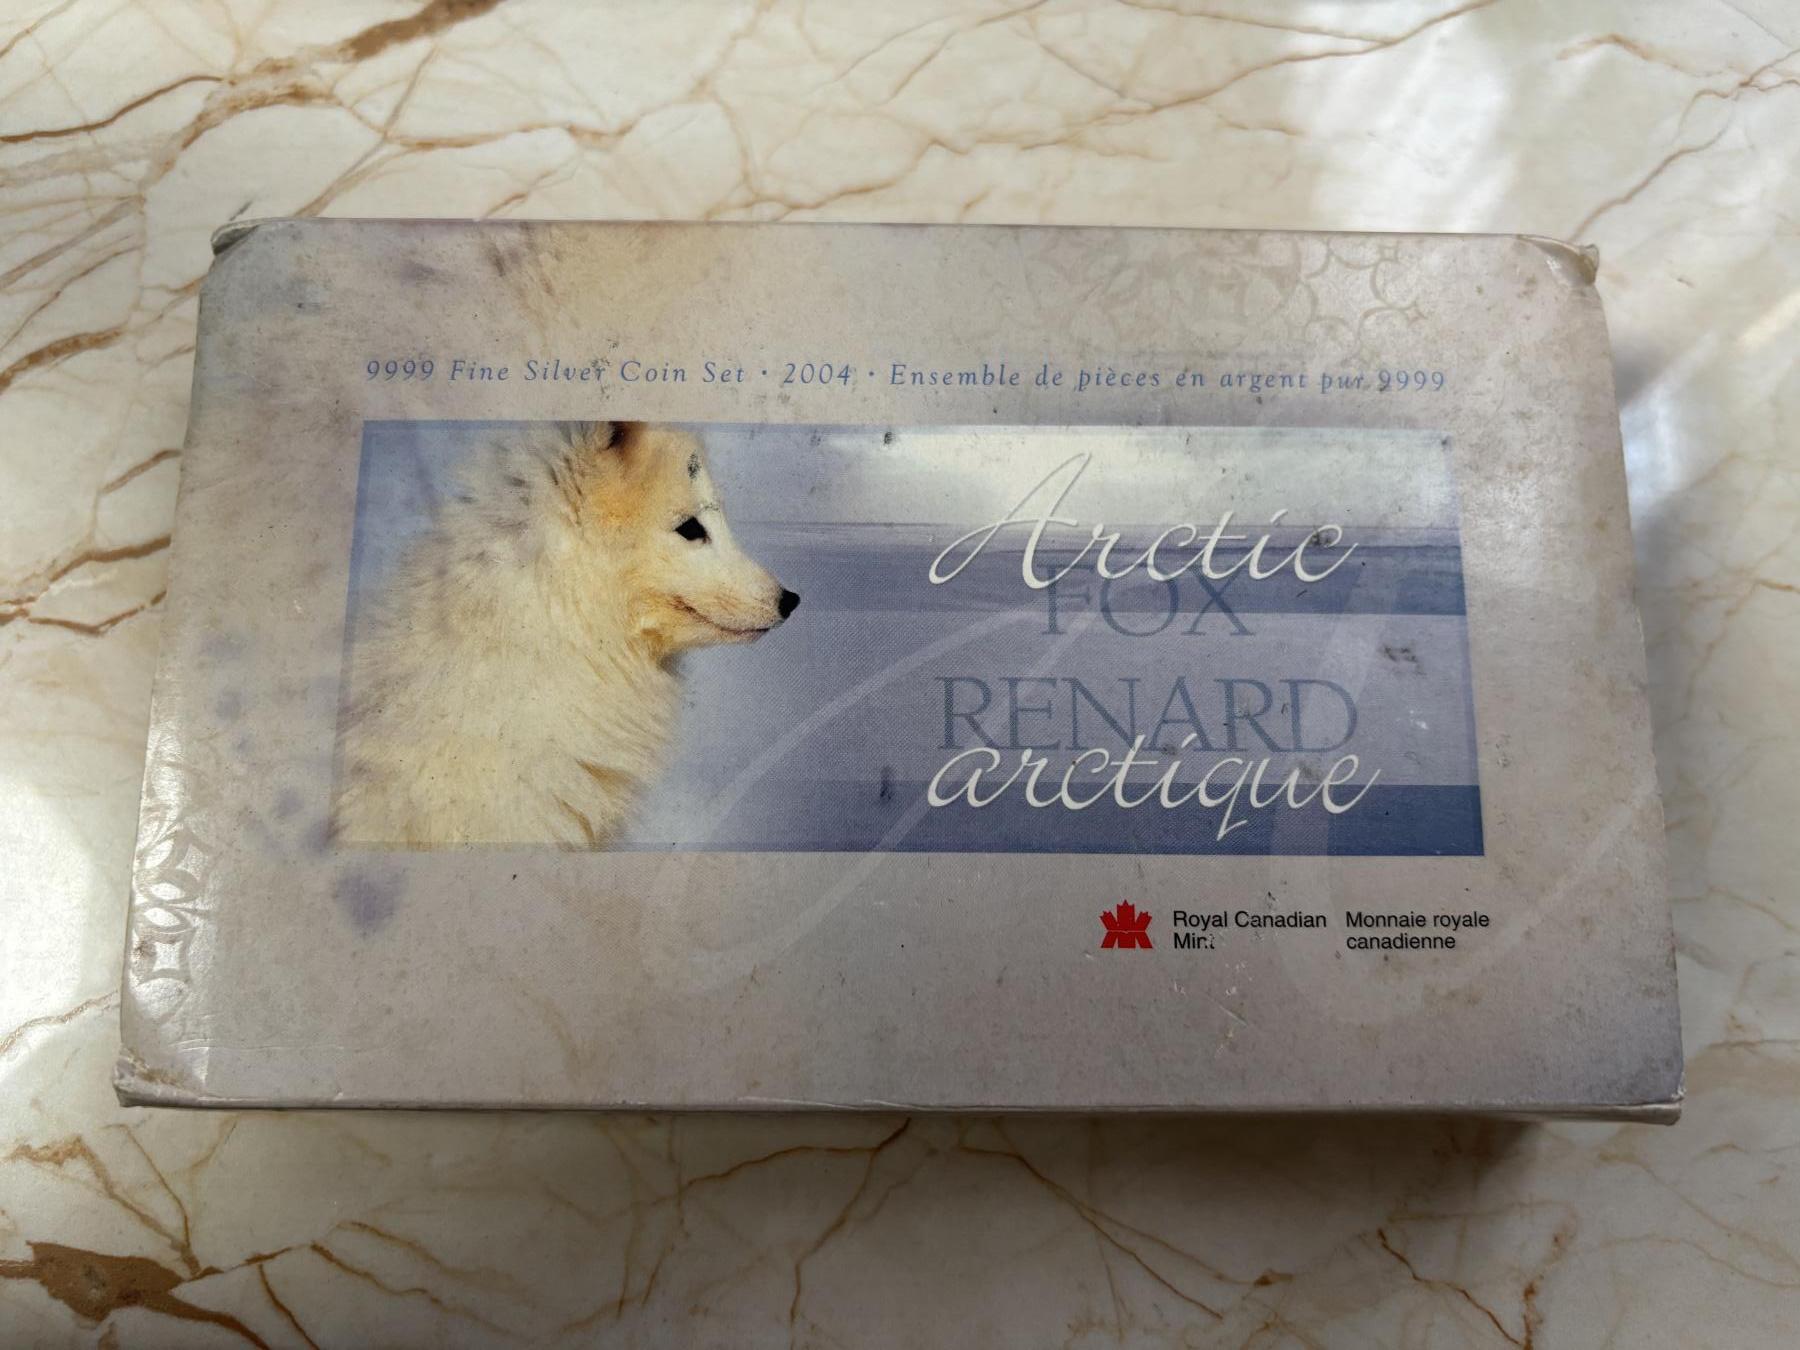 9999 Fine Silver Coin Set · 2004 · Ensemble de pièces en argent pur 9999
Arctic
FOX
RENARD
arctique
Royal Canadian Mint
Monnaie royale canadienne